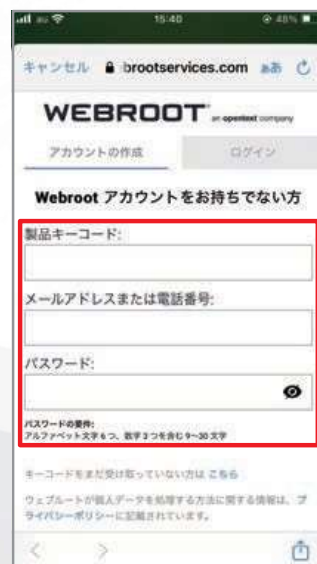 au 15:40 48%
キャンセル brootservices.com ああ
WEBROOT an opentext company
アカウントの作成 ログイン
Webroot アカウントをお持ちでない方
製品キーコード:
メールアドレスまたは電話番号:
パスワード:
パスワードの要件:
アルファベット文字 6 つ、数字 3 つを含む 9〜30 文字
キーコードをまだ受け取っていない方は こちら
ウェブルートが個人データを処理する方法に関する情報は、プ
ライバシーポリシーに記載されています。